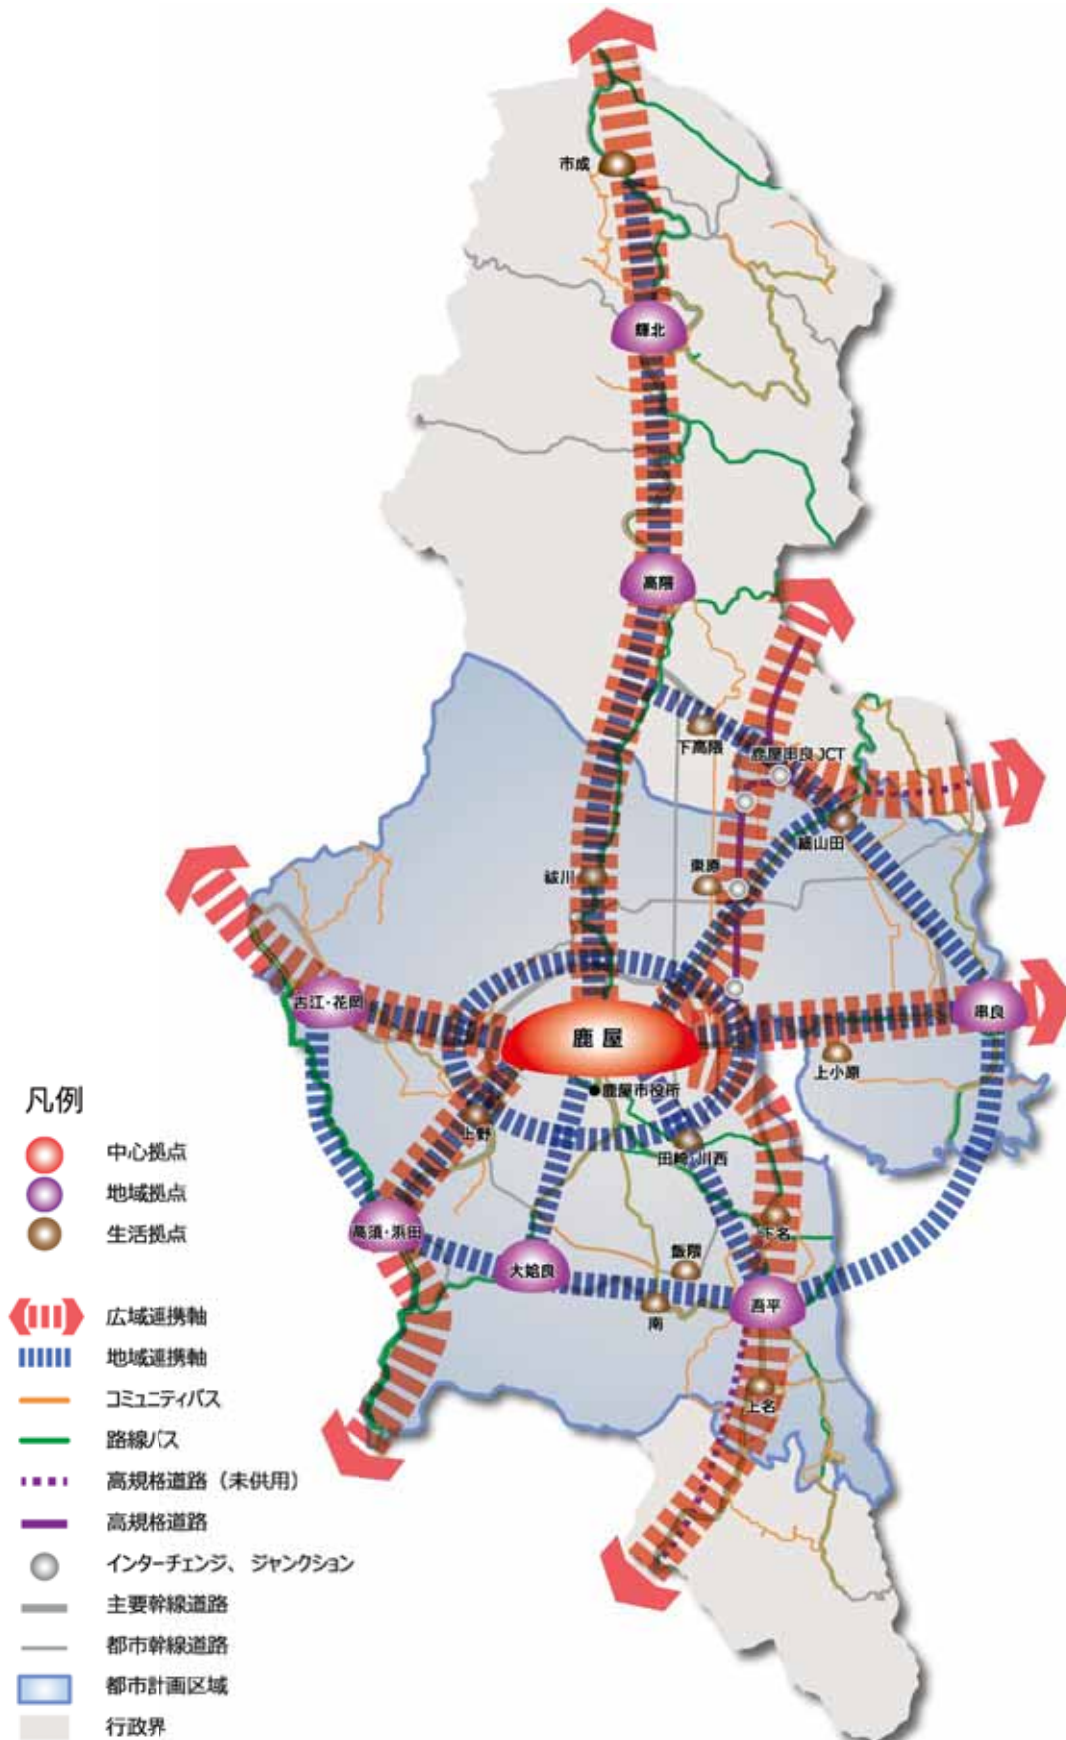 市成
輝北
高隈
下高隈
鹿屋串良 JCT
細山田
東原
祓川
古江・花岡
鹿屋
串良
上小原
鹿屋市役所
上野
田崎・川西
高須・浜田
下名
大姶良
飯隈
南
吾平
上名
凡例
中心拠点
地域拠点
生活拠点
広域連携軸
地域連携軸
コミュニティバス
路線バス
高規格道路（未供用）
高規格道路
インターチェンジ、ジャンクション
主要幹線道路
都市幹線道路
都市計画区域
行政界